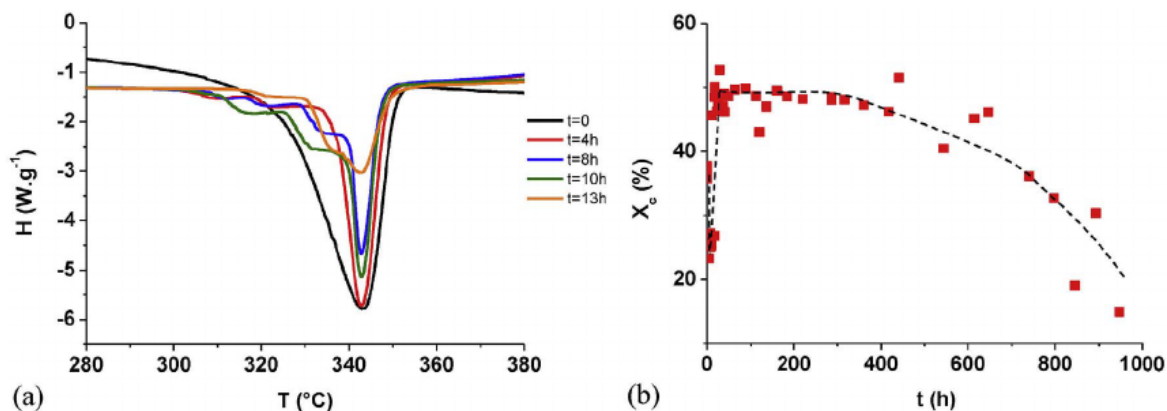 0
-1
-2
-3
-4
-5
-6
H (W.g⁻¹)
280 300 320 340 360 380
T (°C)
(a)
t=0
t=4h
t=8h
t=10h
t=13h
60
40
20
X_c (%)
0 200 400 600 800 1000
t (h)
(b)